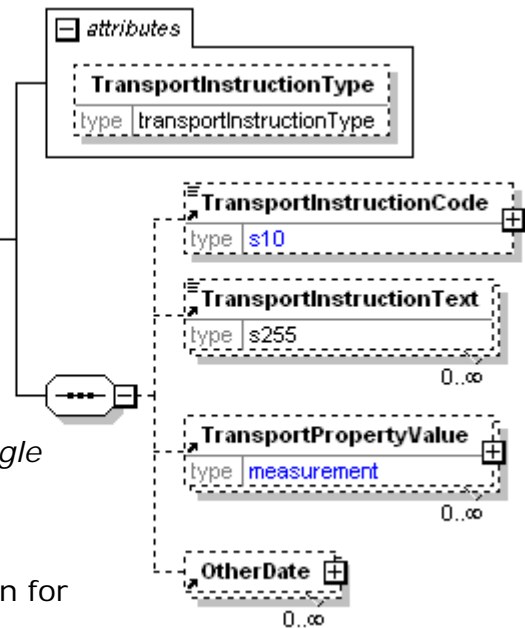 attributes
TransportInstructionType
type transportInstructionType
TransportInstructionCode
type s10
TransportInstructionText
type s255
0..∞
gle
TransportPropertyValue
type measurement
0..∞
n for
OtherDate
0..∞